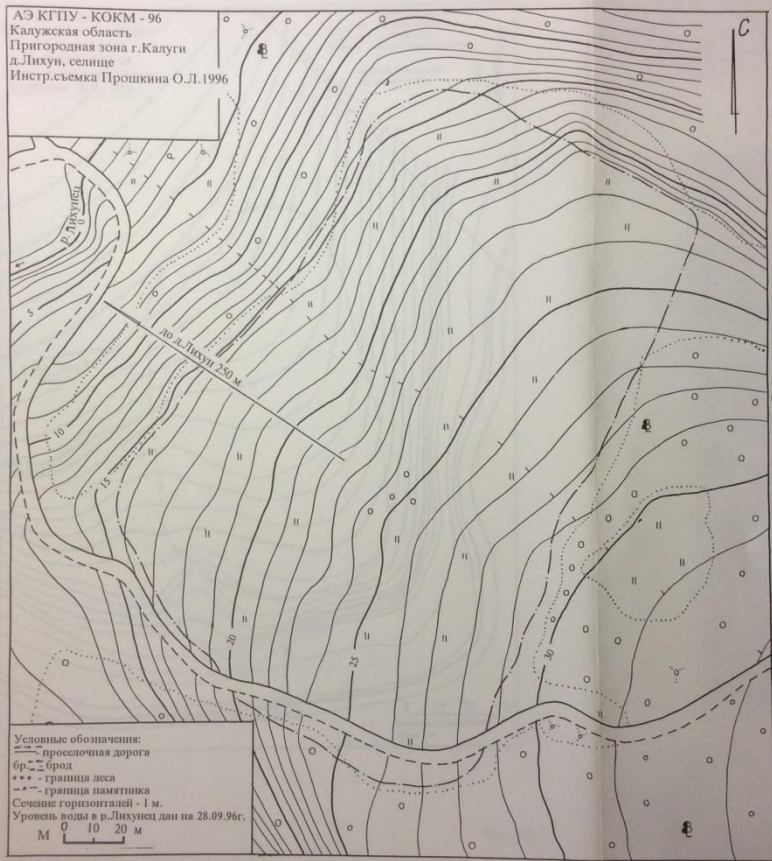 АЭ КГПУ - КОКМ - 96
Калужская область
Пригородная зона г.Калуги
д.Лихун, селище
Инстр.съемка Прошкина О.Л.1996
С
р.Лихунец
0
5
до д.Лихун 250 м
10
15
20
25
30
Условные обозначения:
- проселочная дорога
бр. - брод
- граница леса
- граница памятника
Сечение горизонталей - 1 м.
Уровень воды в р.Лихунец дан на 28.09.96г.
М 0 10 20 м